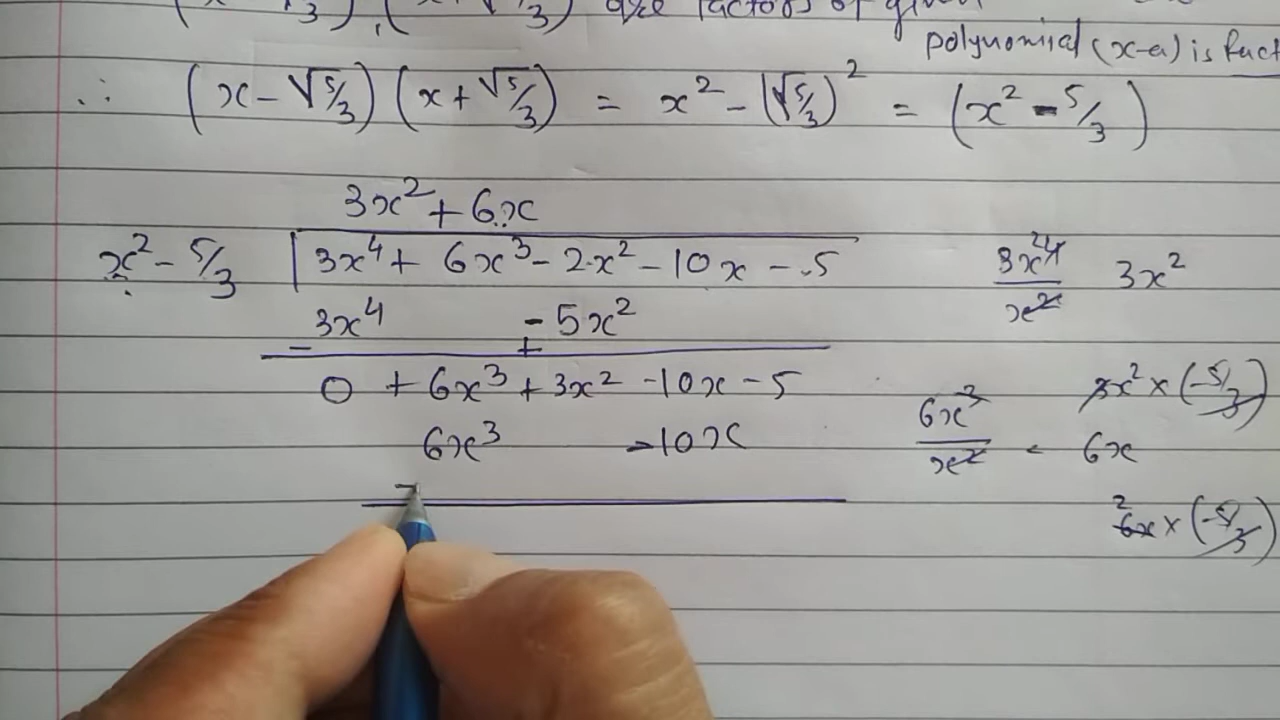 are factors of given
polynomial (x-a) is fact
∴ (x - √5/3) (x + √5/3) = x² - (√5/3)² = (x² - 5/3)
3x² + 6x
x² - 5/3 3x⁴ + 6x³ - 2x² - 10x - 5
3x⁴ - 5x²
- +
0 + 6x³ + 3x² - 10x - 5
6x³ - 10x
-
3x⁴/x² 3x²
3x² × (-5/3)
6x³/x² = 6x
2
6x × (-5/3)